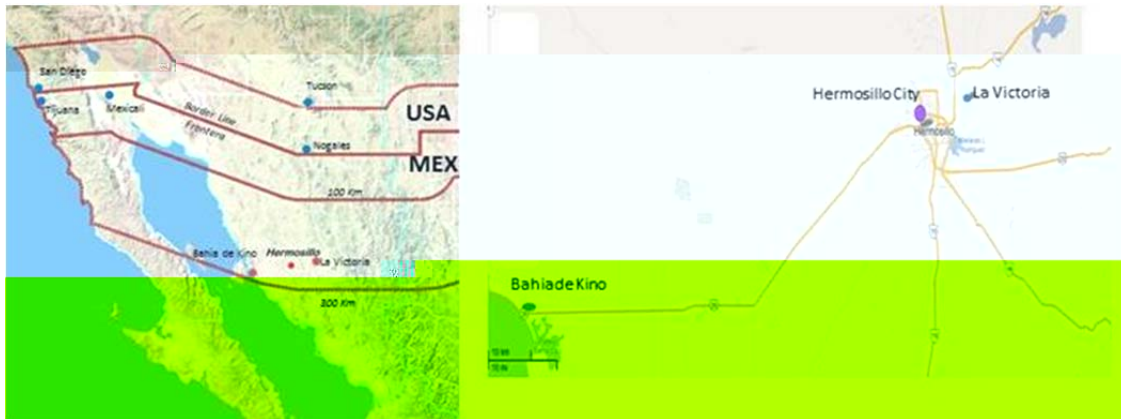 San Diego
Tijuana
Mexicali
Tucson
Border Line
Frontera
USA
Nogales
MEX
100 Km
Bahía de Kino
Hermosillo
La Victoria
300 Km
Hermosillo City
La Victoria
Hermosillo
Bahia de Kino